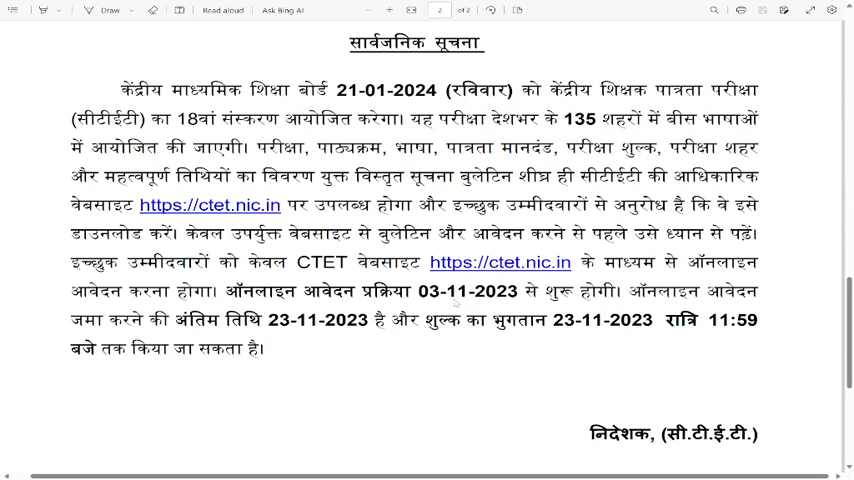 Draw
Read aloud
Ask Bing AI
2 of 2
सार्वजनिक सूचना
केंद्रीय माध्यमिक शिक्षा बोर्ड 21-01-2024 (रविवार) को केंद्रीय शिक्षक पात्रता परीक्षा
(सीटीईटी) का 18वां संस्करण आयोजित करेगा। यह परीक्षा देशभर के 135 शहरों में बीस भाषाओं
में आयोजित की जाएगी। परीक्षा, पाठ्यक्रम, भाषा, पात्रता मानदंड, परीक्षा शुल्क, परीक्षा शहर
और महत्वपूर्ण तिथियों का विवरण युक्त विस्तृत सूचना बुलेटिन शीघ्र ही सीटीईटी की आधिकारिक
वेबसाइट https://ctet.nic.in पर उपलब्ध होगा और इच्छुक उम्मीदवारों से अनुरोध है कि वे इसे
डाउनलोड करें। केवल उपर्युक्त वेबसाइट से बुलेटिन और आवेदन करने से पहले उसे ध्यान से पढ़ें।
इच्छुक उम्मीदवारों को केवल CTET वेबसाइट https://ctet.nic.in के माध्यम से ऑनलाइन
आवेदन करना होगा। ऑनलाइन आवेदन प्रक्रिया 03-11-2023 से शुरू होगी। ऑनलाइन आवेदन
जमा करने की अंतिम तिथि 23-11-2023 है और शुल्क का भुगतान 23-11-2023 रात्रि 11:59
बजे तक किया जा सकता है।
निदेशक, (सी.टी.ई.टी.)